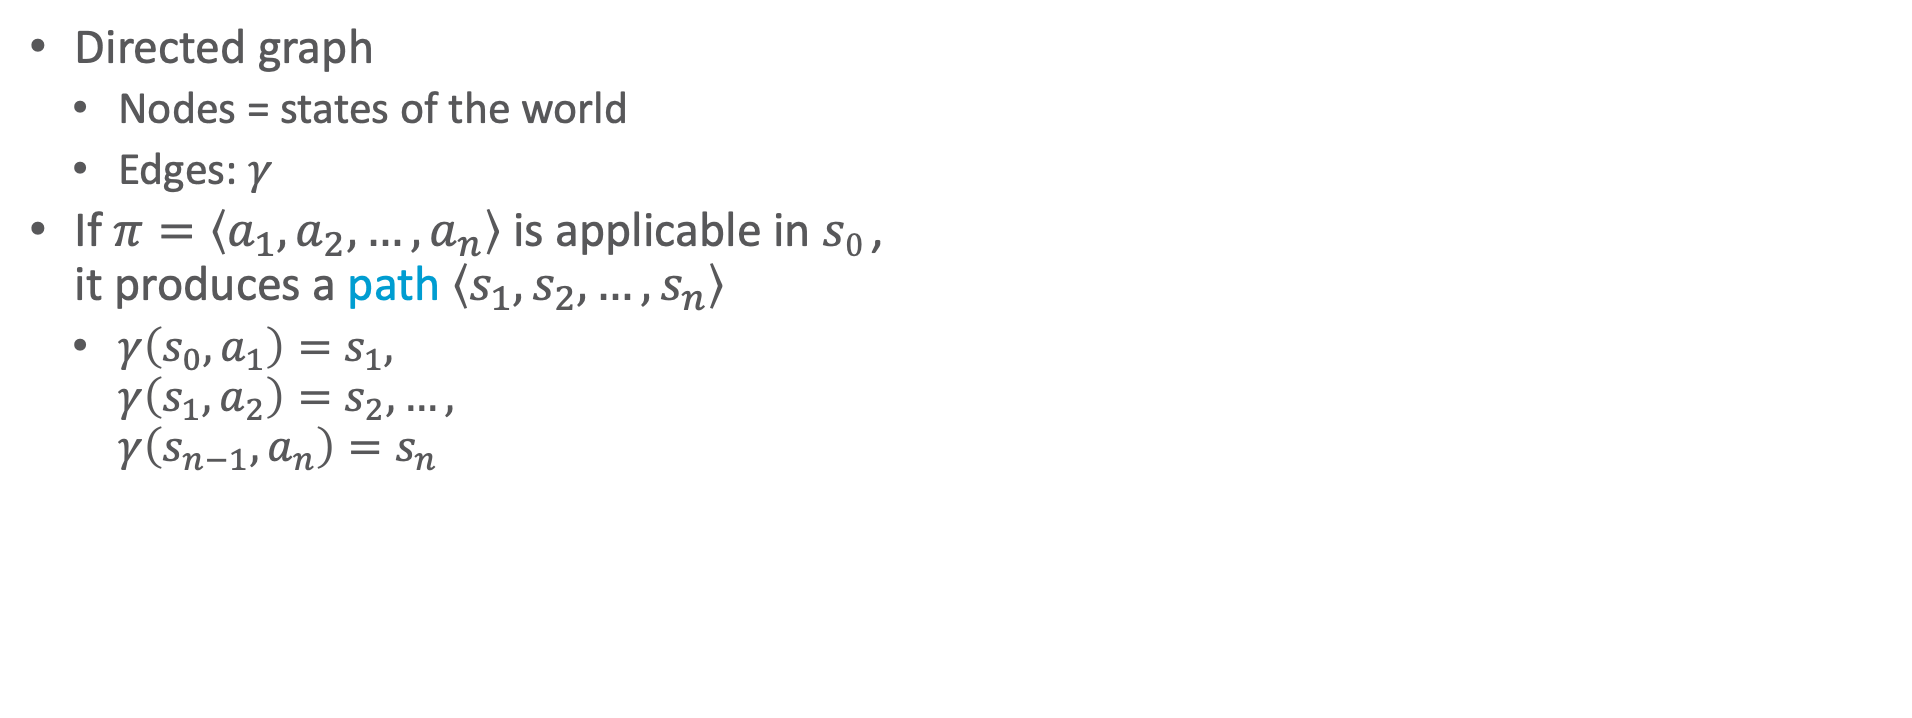 • Directed graph
• Nodes = states of the world
• Edges: γ
• If π = ⟨a₁, a₂, … , aₙ⟩ is applicable in s₀ ,
it produces a path ⟨s₁, s₂, … , sₙ⟩
• γ(s₀, a₁) = s₁,
γ(s₁, a₂) = s₂, … ,
γ(sₙ₋₁, aₙ) = sₙ